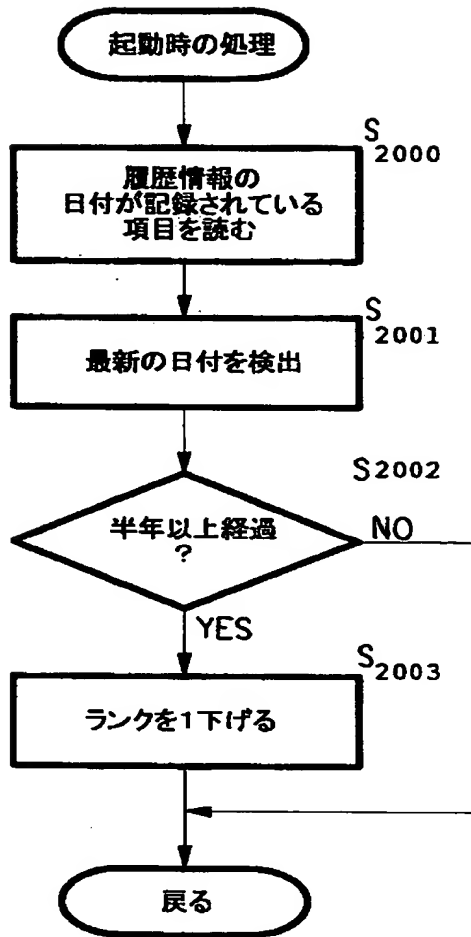 起動時の処理
S2000
履歴情報の
日付が記録されている
項目を読む
S2001
最新の日付を検出
S2002
半年以上経過
?
NO
YES
S2003
ランクを1下げる
戻る